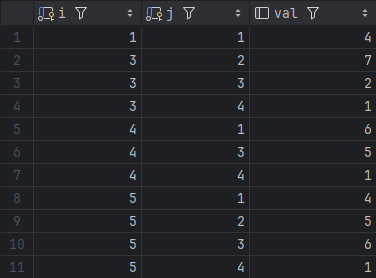 i j val
1 1 1 4
2 3 2 7
3 3 3 2
4 3 4 1
5 4 1 6
6 4 3 5
7 4 4 1
8 5 1 4
9 5 2 5
10 5 3 6
11 5 4 1